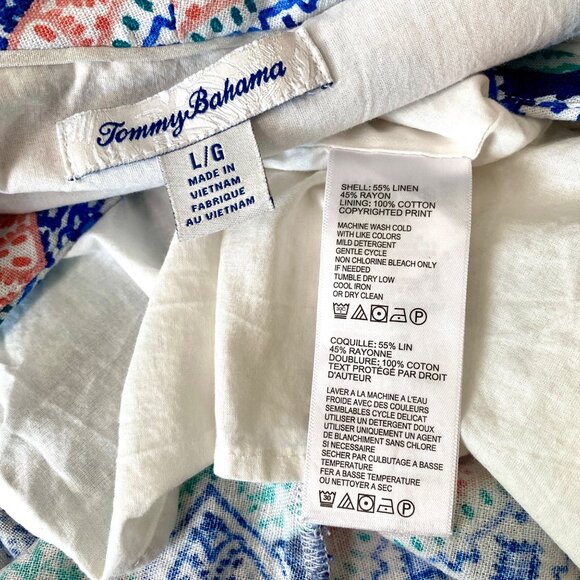 Tommy Bahama
L/G
MADE IN
VIETNAM
FABRIQUE
AU VIETNAM
SHELL: 55% LINEN
45% RAYON
LINING: 100% COTTON
COPYRIGHTED PRINT
MACHINE WASH COLD
WITH LIKE COLORS
MILD DETERGENT
GENTLE CYCLE
NON CHLORINE BLEACH ONLY
IF NEEDED
TUMBLE DRY LOW
COOL IRON
OR DRY CLEAN
COQUILLE: 55% LIN
45% RAYONNE
DOUBLURE: 100% COTON
TEXT PROTÉGÉ PAR DROIT
D'AUTEUR
LAVER A LA MACHINE A L'EAU
FROIDE AVEC DES COULEURS
SEMBLABLES CYCLE DELICAT
UTILISER UN DETERGENT DOUX
UTILISER UNIQUEMENT UN AGENT
DE BLANCHIMENT SANS CHLORE
SI NECESSAIRE
SECHER PAR CULBUTAGE A BASSE
TEMPERATURE
FER A BASSE TEMPERATURE
OU NETTOYER A SEC